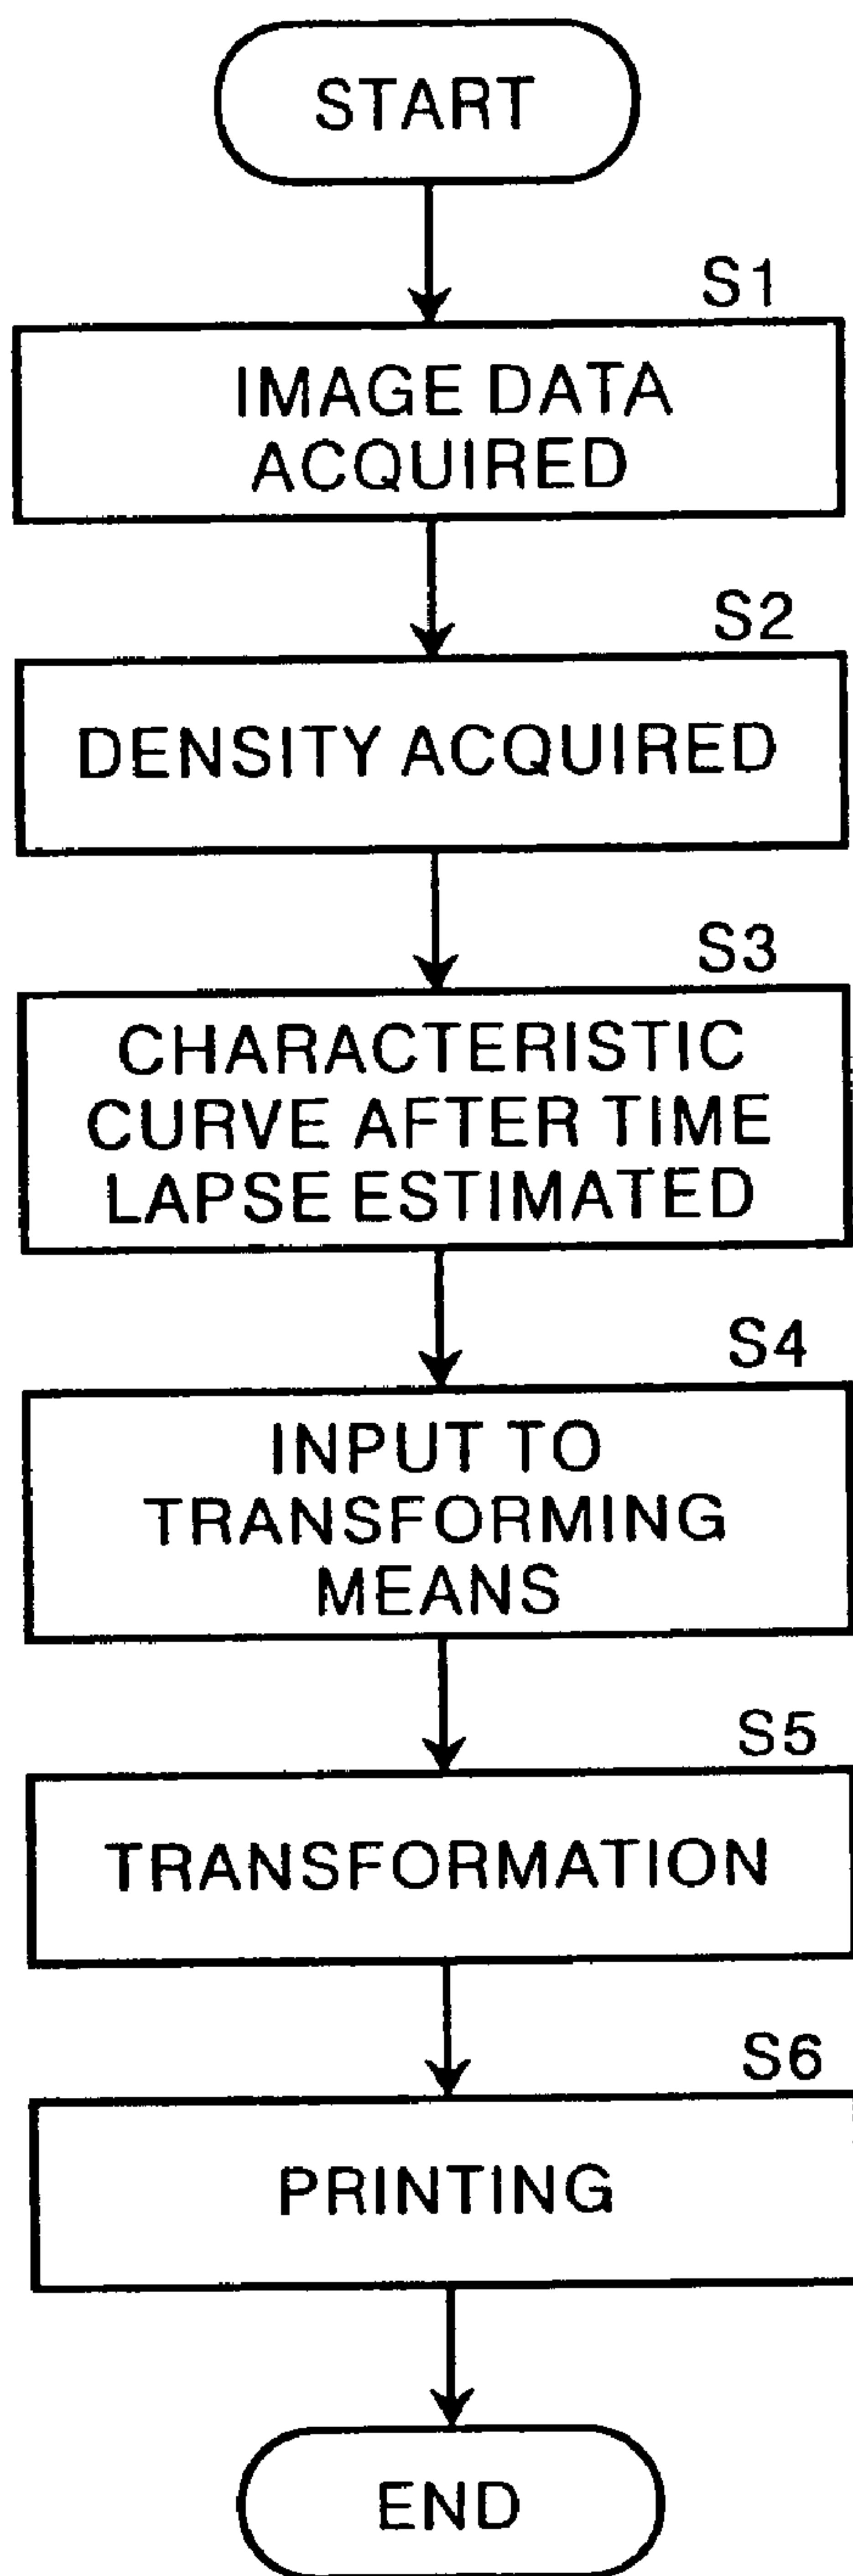 START
S1
IMAGE DATA
ACQUIRED
S2
DENSITY ACQUIRED
S3
CHARACTERISTIC
CURVE AFTER TIME
LAPSE ESTIMATED
S4
INPUT TO
TRANSFORMING
MEANS
S5
TRANSFORMATION
S6
PRINTING
END